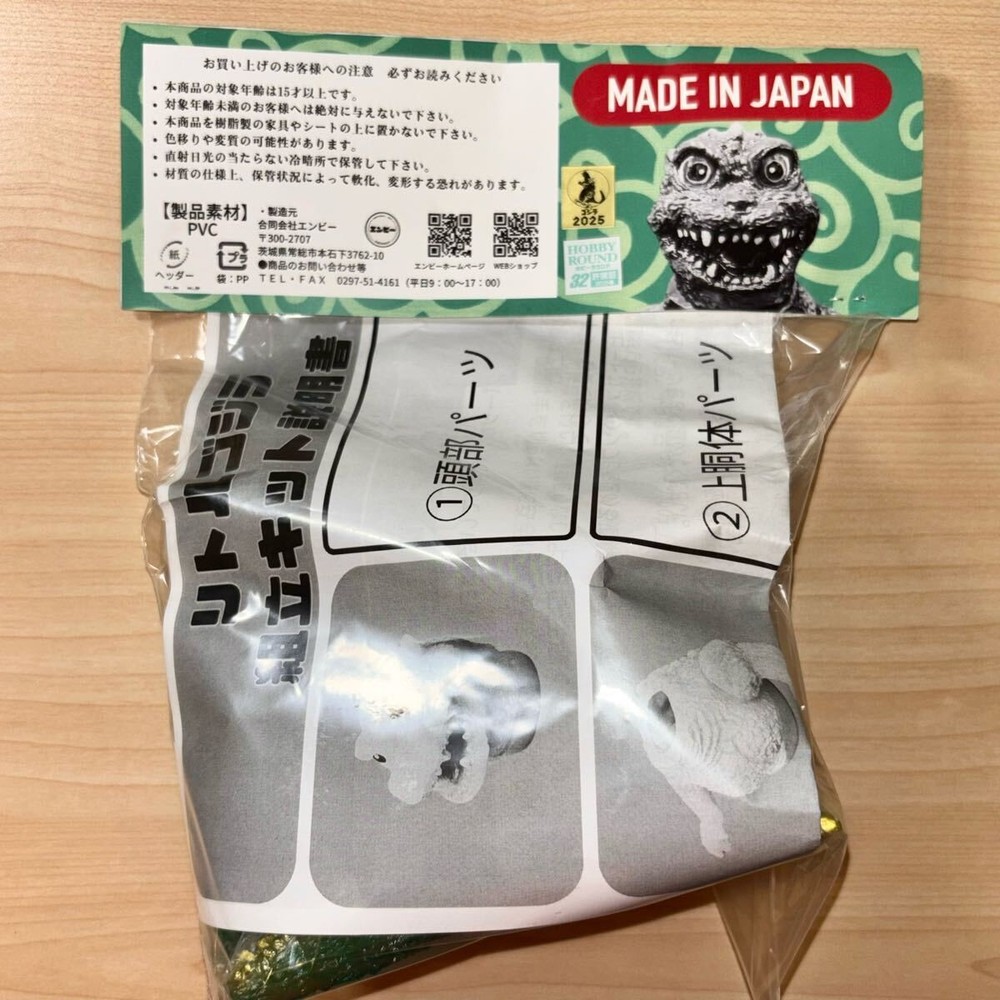 お買い上げのお客様への注意　必ずお読みください
・本商品の対象年齢は15才以上です。
・対象年齢未満のお客様へは絶対に与えないで下さい。
・本商品を樹脂製の家具やシートの上に置かないで下さい。
・色移りや変質の可能性があります。
・直射日光の当たらない冷暗所で保管して下さい。
・材質の仕様上、保管状況によって軟化、変形する恐れがあります。
【製品素材】
PVC
紙
ヘッダー
プラ
袋：PP
・製造元
合同会社エンビー
〒300-2707
茨城県常総市本石下3762-10
●商品のお問い合わせ等
TEL・FAX 0297-51-4161（平日9：00～17：00）
エンビー
エンビーホームページ
WEBショップ
MADE IN JAPAN
ゴジラ
2025
HOBBY
ROUND
32
リトルゴジラ
組立キット説明書
①頭部パーツ
②上胴体パーツ